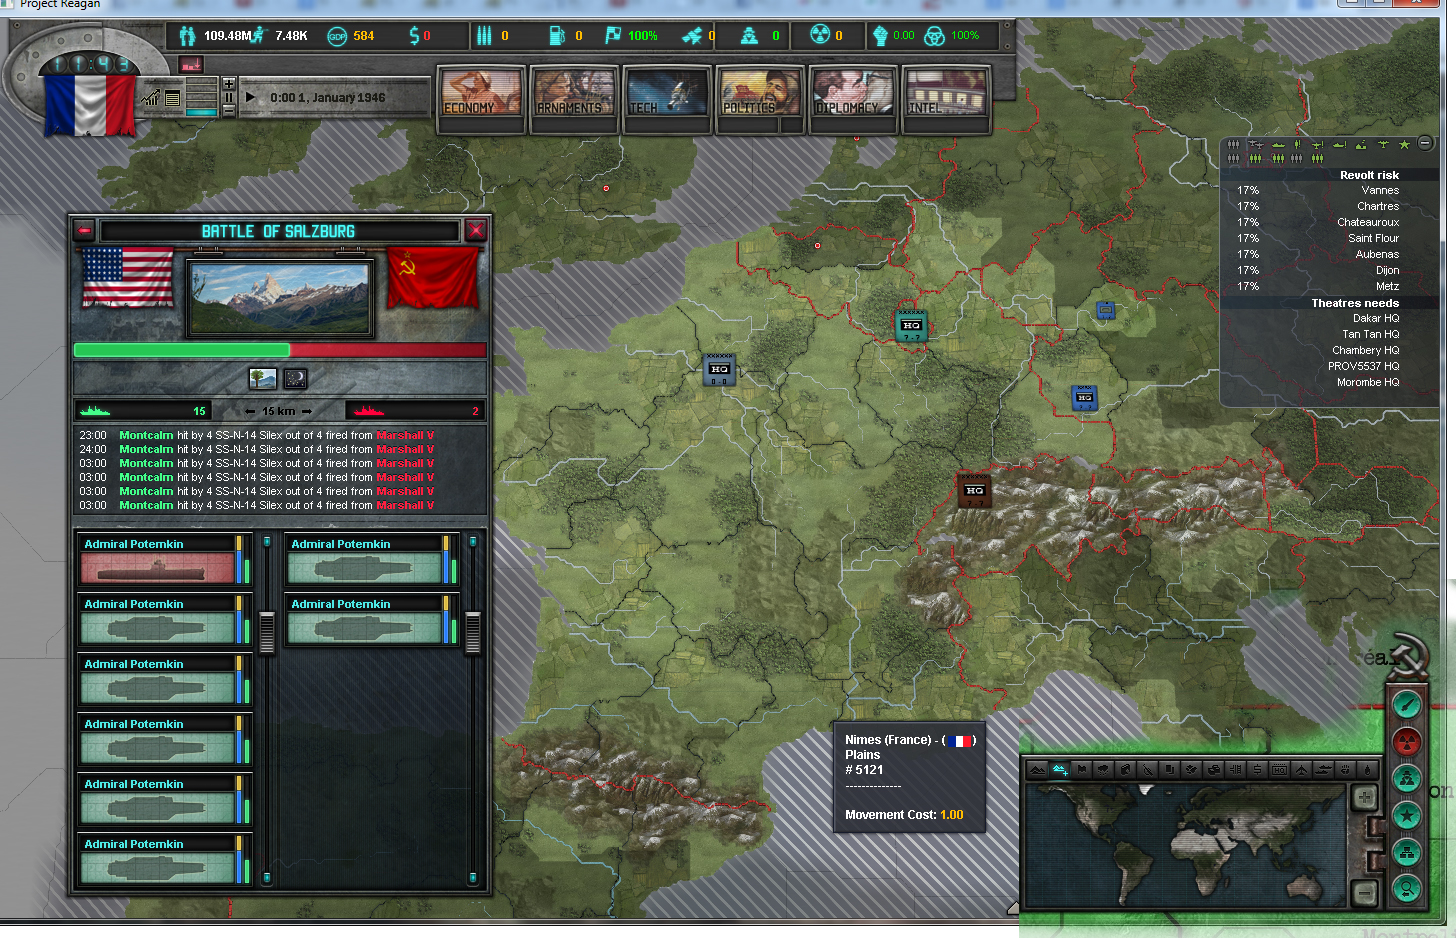 Project Reagan
109.48M 7.48K GDP 584 $ 0 0 0 100% 0 0 0 0.00 100%
11:43
0:00 1, January 1946
ECONOMY ARNAMENTS TECH POLITICS DIPLOMACY INTEL
Revolt risk
17% Vannes
17% Chartres
17% Chateauroux
17% Saint Flour
17% Aubenas
17% Dijon
17% Metz
Theatres needs
Dakar HQ
Tan Tan HQ
Chambery HQ
PROV5537 HQ
Morombe HQ
BATTLE OF SALZBURG
15 15 km 2
23:00 Montcalm hit by 4 SS-N-14 Silex out of 4 fired from Marshall V
24:00 Montcalm hit by 4 SS-N-14 Silex out of 4 fired from Marshall V
03:00 Montcalm hit by 4 SS-N-14 Silex out of 4 fired from Marshall V
03:00 Montcalm hit by 4 SS-N-14 Silex out of 4 fired from Marshall V
03:00 Montcalm hit by 4 SS-N-14 Silex out of 4 fired from Marshall V
03:00 Montcalm hit by 4 SS-N-14 Silex out of 4 fired from Marshall V
Admiral Potemkin Admiral Potemkin
Admiral Potemkin Admiral Potemkin
Admiral Potemkin
Admiral Potemkin
Admiral Potemkin
Admiral Potemkin
HQ
? - ?
HQ
0 - 0
HQ
HQ
? - ?
Nimes (France) - ( )
Plains
# 5121
--------------
Movement Cost: 1.00